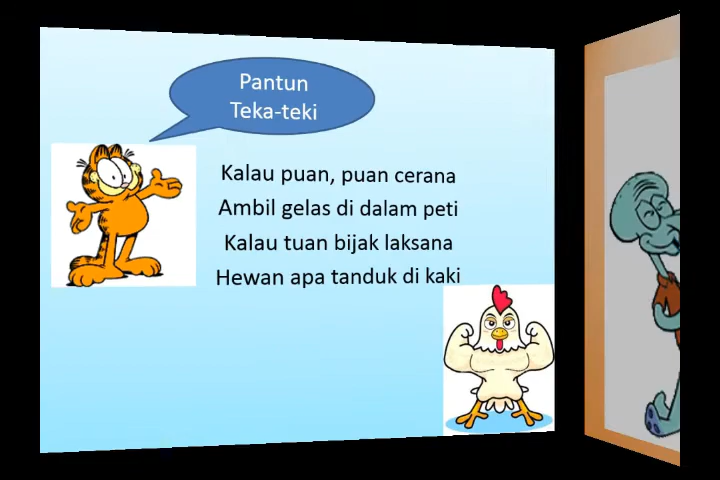 Pantun
Teka-teki
Kalau puan, puan cerana
Ambil gelas di dalam peti
Kalau tuan bijak laksana
Hewan apa tanduk di kaki